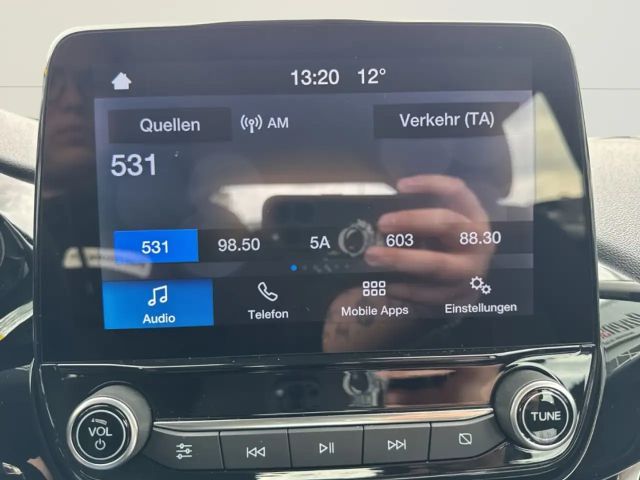 13:20 12°
Quellen AM Verkehr (TA)
531
531 98.50 5A 603 88.30
Audio Telefon Mobile Apps Einstellungen
VOL TUNE